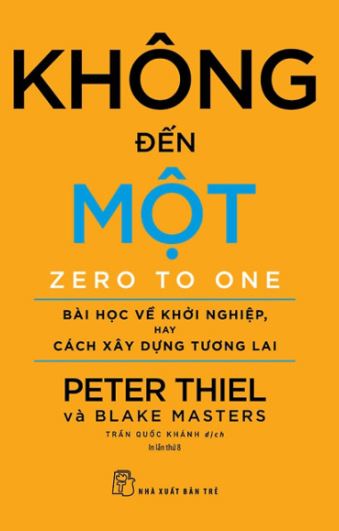 KHÔNG
ĐẾN
MỘT
ZERO TO ONE
BÀI HỌC VỀ KHỞI NGHIỆP,
HAY
CÁCH XÂY DỰNG TƯƠNG LAI
PETER THIEL
và BLAKE MASTERS
TRẦN QUỐC KHÁNH dịch
In lần thứ 8
NHÀ XUẤT BẢN TRẺ